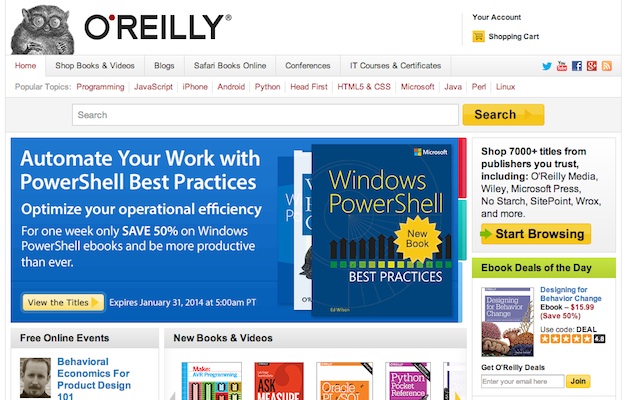 O'REILLY®
Your Account
Shopping Cart
Home
Shop Books & Videos
Blogs
Safari Books Online
Conferences
IT Courses & Certificates
Popular Topics: Programming | JavaScript | iPhone | Android | Python | Head First | HTML5 & CSS | Microsoft | Java | Perl | Linux
Search
Search
Automate Your Work with
PowerShell Best Practices
Optimize your operational efficiency
For one week only SAVE 50% on Windows
PowerShell ebooks and be more productive
than ever.
View the Titles
Expires January 31, 2014 at 5:00am PT
Microsoft
Windows
PowerShell
New
Book
BEST PRACTICES
Ed Wilson
Shop 7000+ titles from
publishers you trust,
including: O'Reilly Media,
Wiley, Microsoft Press,
No Starch, SitePoint, Wrox,
and more.
Start Browsing
Ebook Deals of the Day
Designing for
Behavior Change
Designing for
Behavior Change
Ebook – $15.99
(Save 50%)
Use code: DEAL
4.8
Get O'Reilly Deals
Enter your email here
Join
Free Online Events
Behavioral
Economics For
Product Design
101
New Books & Videos
Make:
AVR Programming
ASK
MEASURE
Oracle
PL/SQL
Python
Pocket
Reference